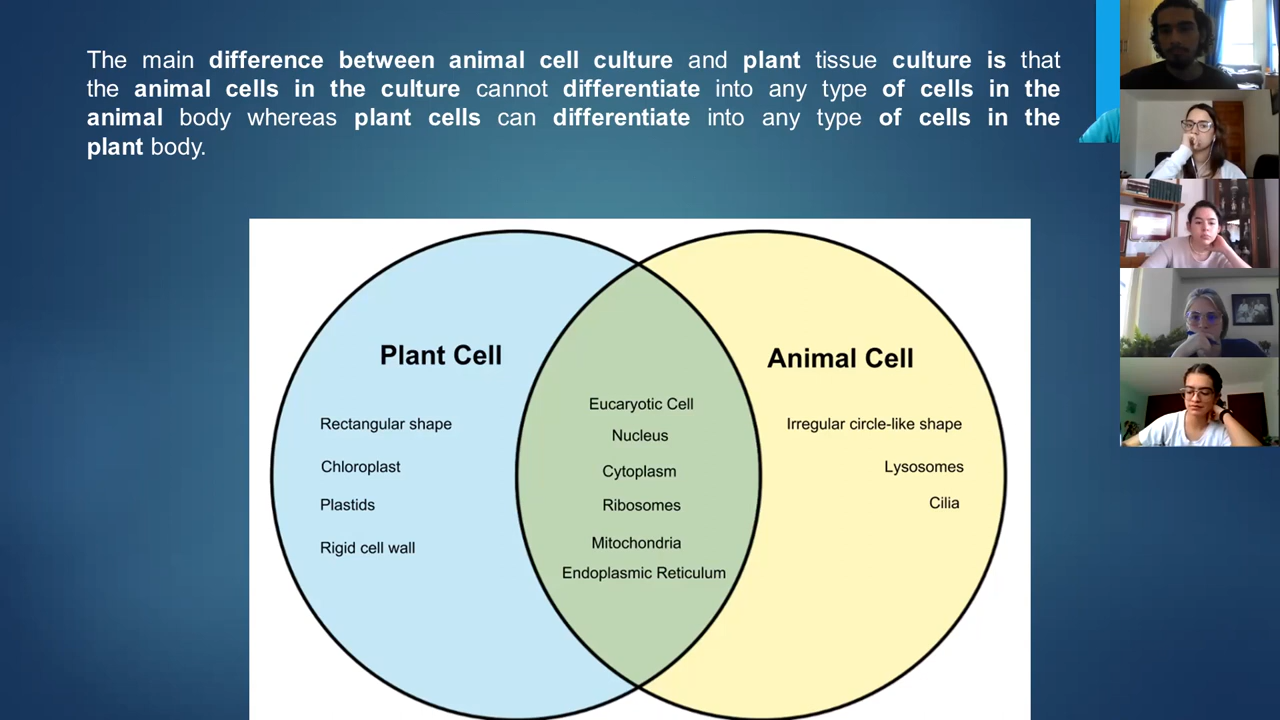 The main difference between animal cell culture and plant tissue culture is that
the animal cells in the culture cannot differentiate into any type of cells in the
animal body whereas plant cells can differentiate into any type of cells in the
plant body.
Plant Cell
Rectangular shape
Chloroplast
Plastids
Rigid cell wall
Eucaryotic Cell
Nucleus
Cytoplasm
Ribosomes
Mitochondria
Endoplasmic Reticulum
Animal Cell
Irregular circle-like shape
Lysosomes
Cilia